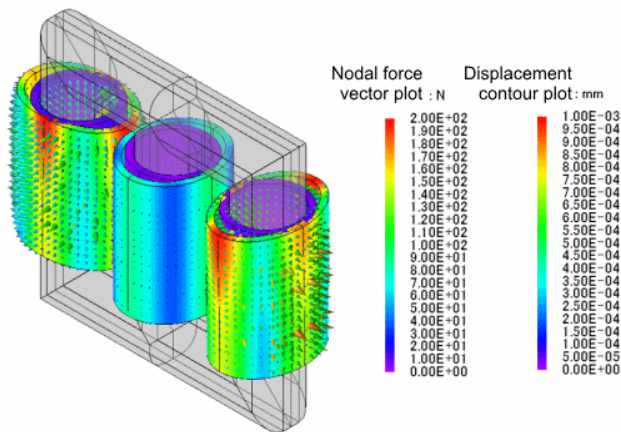 Nodal force
vector plot : N
2.00E+02
1.90E+02
1.80E+02
1.70E+02
1.60E+02
1.50E+02
1.40E+02
1.30E+02
1.20E+02
1.10E+02
1.00E+02
9.00E+01
8.00E+01
7.00E+01
6.00E+01
5.00E+01
4.00E+01
3.00E+01
2.00E+01
1.00E+01
0.00E+00
Displacement
contour plot : mm
1.00E-03
9.50E-04
9.00E-04
8.50E-04
8.00E-04
7.50E-04
7.00E-04
6.50E-04
6.00E-04
5.50E-04
5.00E-04
4.50E-04
4.00E-04
3.50E-04
3.00E-04
2.50E-04
2.00E-04
1.50E-04
1.00E-04
5.00E-05
0.00E+00